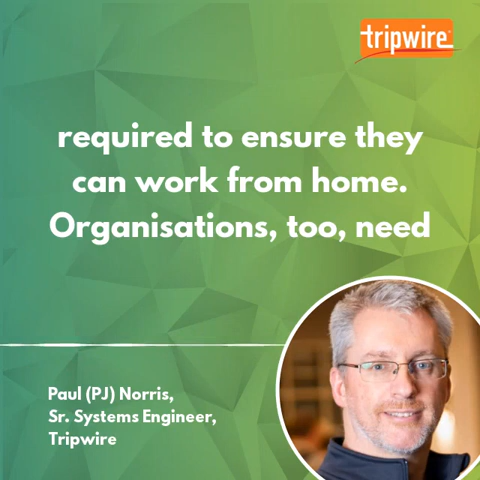 tripwire
required to ensure they
can work from home.
Organisations, too, need
Paul (PJ) Norris,
Sr. Systems Engineer,
Tripwire